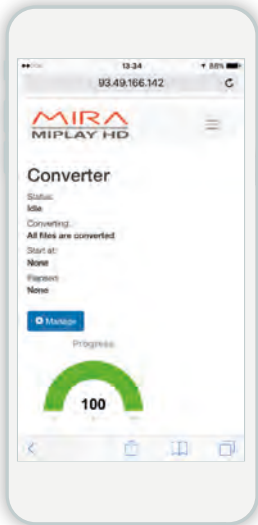 13:34
88%
93.49.166.142
MIRA
MIPLAY HD
Converter
Status:
Idle
Converting:
All files are converted
Start at:
None
Elapsed:
None
Manage
Progress
100